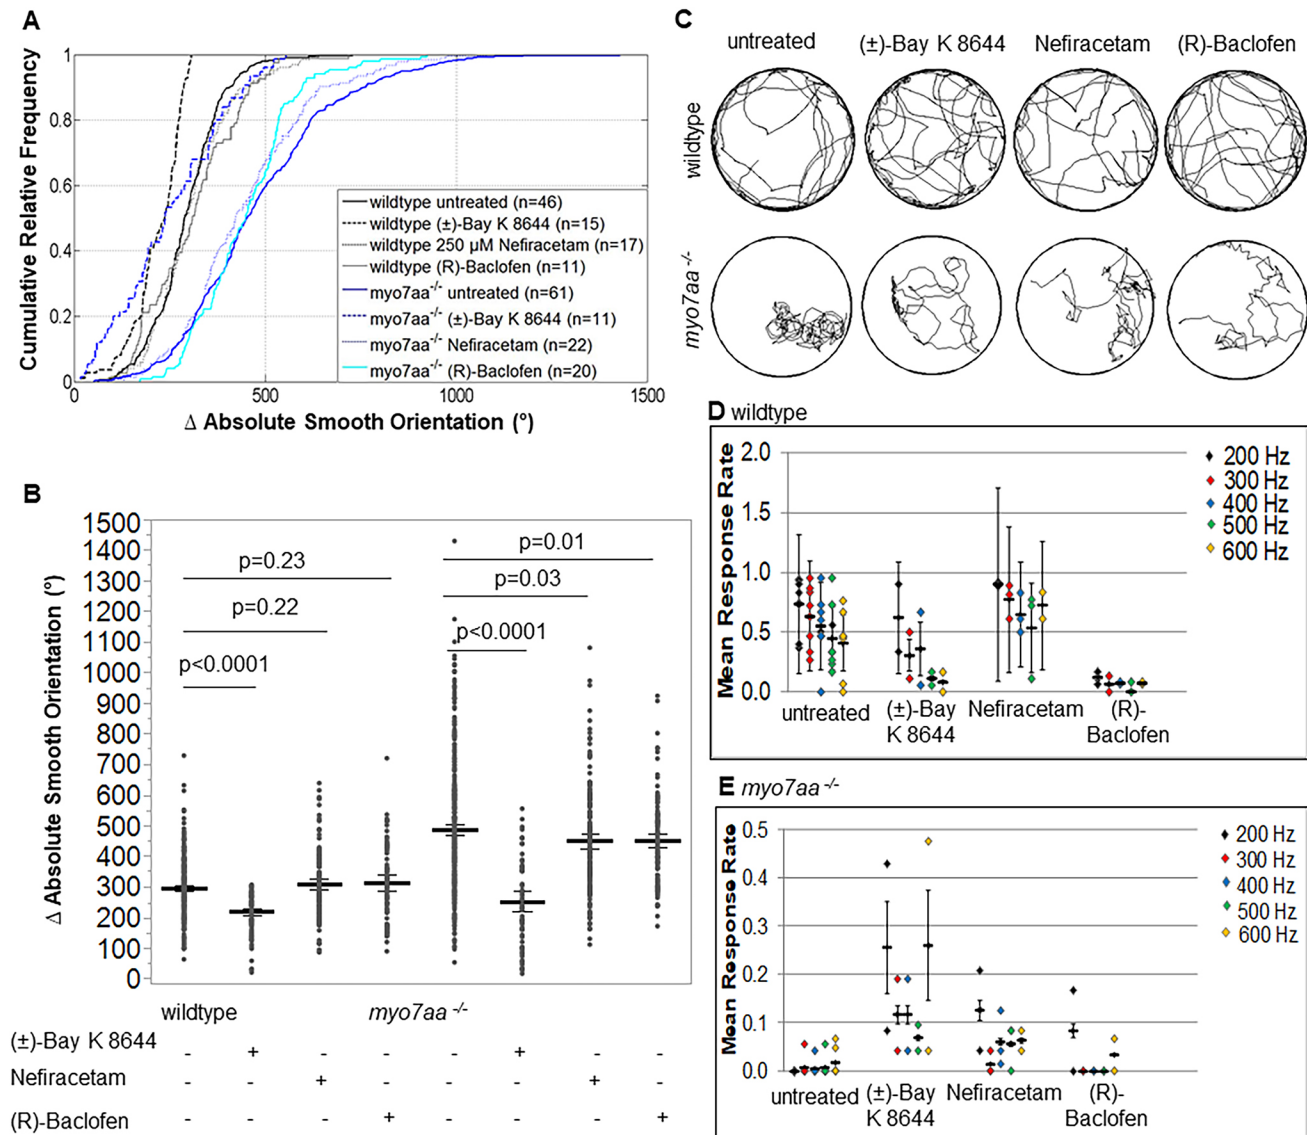 A
Cumulative Relative Frequency
1
0.8
0.6
0.4
0.2
0
0
500
1000
1500
Δ Absolute Smooth Orientation (°)
wildtype untreated (n=46)
wildtype (±)-Bay K 8644 (n=15)
wildtype 250 µM Nefiracetam (n=17)
wildtype (R)-Baclofen (n=11)
myo7aa-/- untreated (n=61)
myo7aa-/- (±)-Bay K 8644 (n=11)
myo7aa-/- Nefiracetam (n=22)
myo7aa-/- (R)-Baclofen (n=20)
B
Δ Absolute Smooth Orientation (°)
1500
1400
1300
1200
1100
1000
900
800
700
600
500
400
300
200
100
0
p=0.23
p=0.22
p<0.0001
p=0.01
p=0.03
p<0.0001
wildtype
myo7aa -/-
(±)-Bay K 8644 - + - - - + - -
Nefiracetam - - + - - - + -
(R)-Baclofen - - - + - - - +
C
untreated (±)-Bay K 8644 Nefiracetam (R)-Baclofen
wildtype
myo7aa -/-
D wildtype
Mean Response Rate
2.0
1.5
1.0
0.5
0.0
untreated
(±)-Bay
K 8644
Nefiracetam
(R)-
Baclofen
200 Hz
300 Hz
400 Hz
500 Hz
600 Hz
E myo7aa -/-
Mean Response Rate
0.5
0.4
0.3
0.2
0.1
0.0
untreated
(±)-Bay
K 8644
Nefiracetam
(R)-
Baclofen
200 Hz
300 Hz
400 Hz
500 Hz
600 Hz